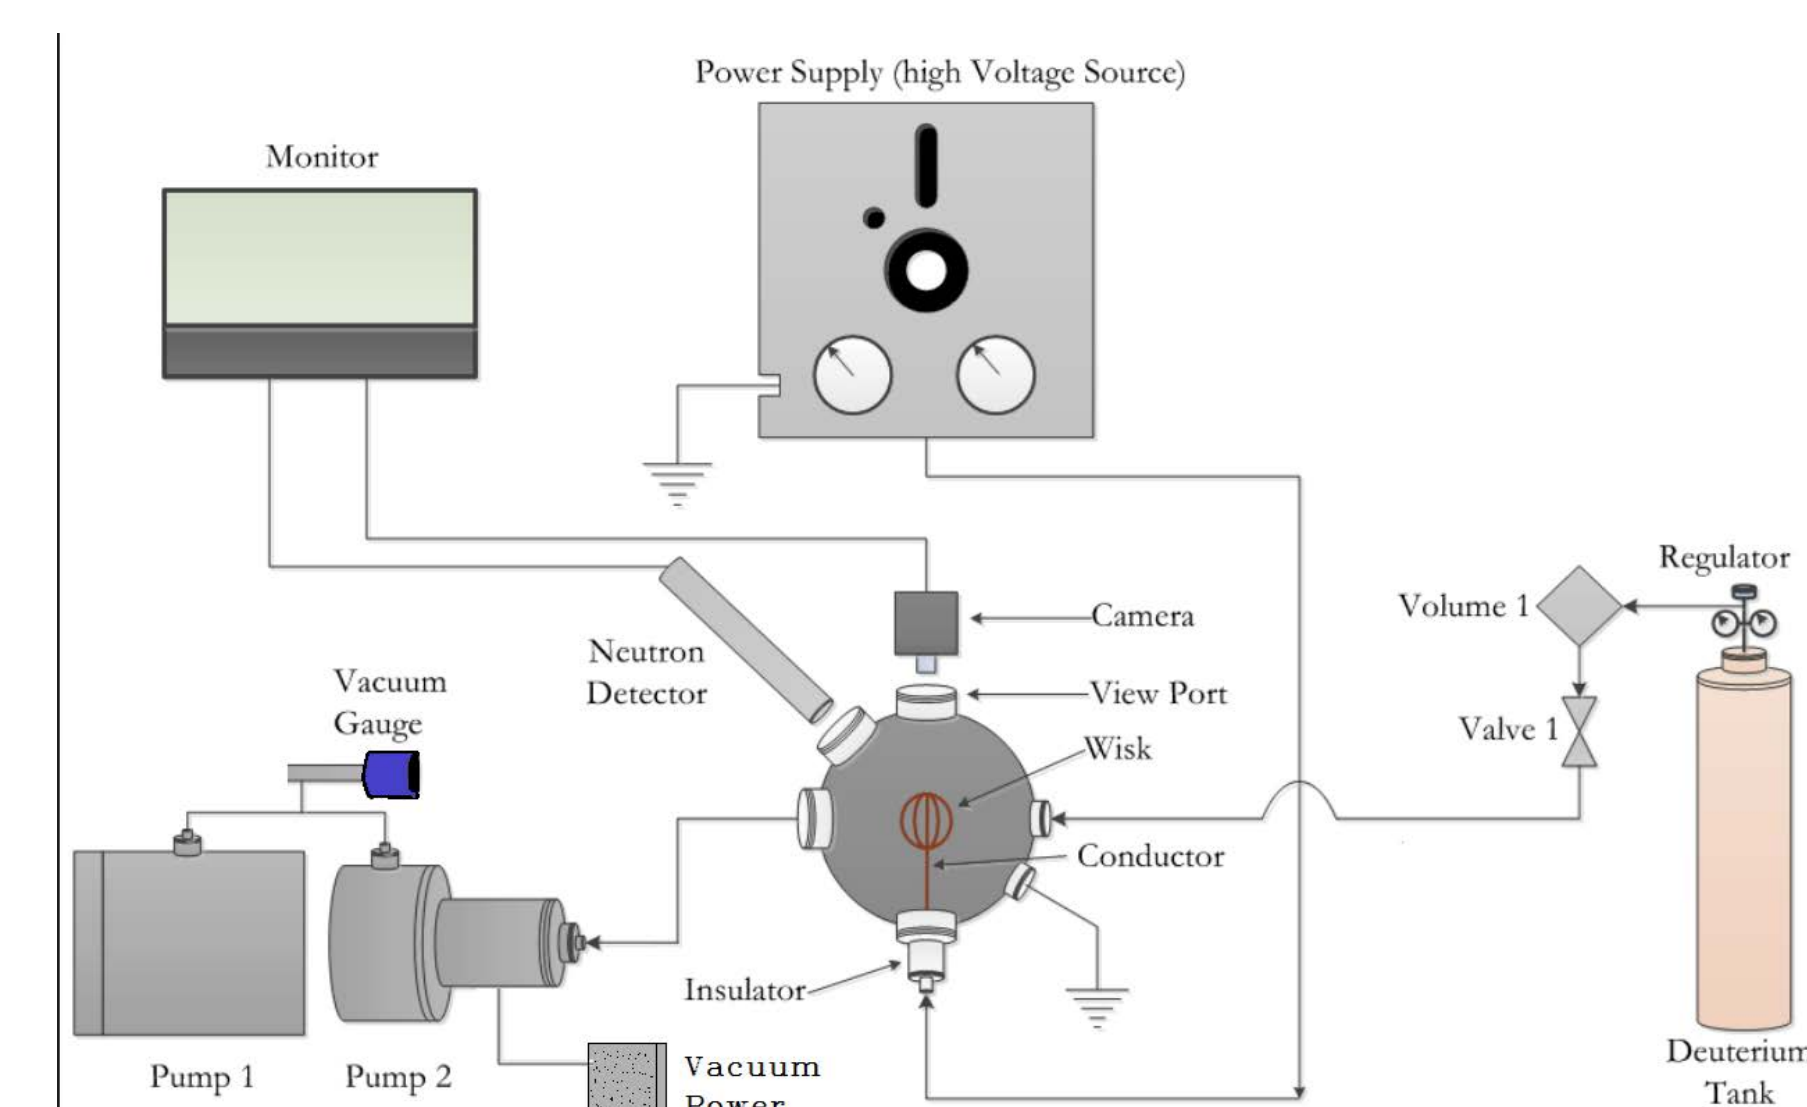 Power Supply (high Voltage Source)
Monitor
Regulator
Volume 1
Camera
Neutron
Detector
Vacuum
Gauge
View Port
Valve 1
Wisk
Conductor
Insulator
Pump 1
Pump 2
Vacuum
Power
Deuterium
Tank